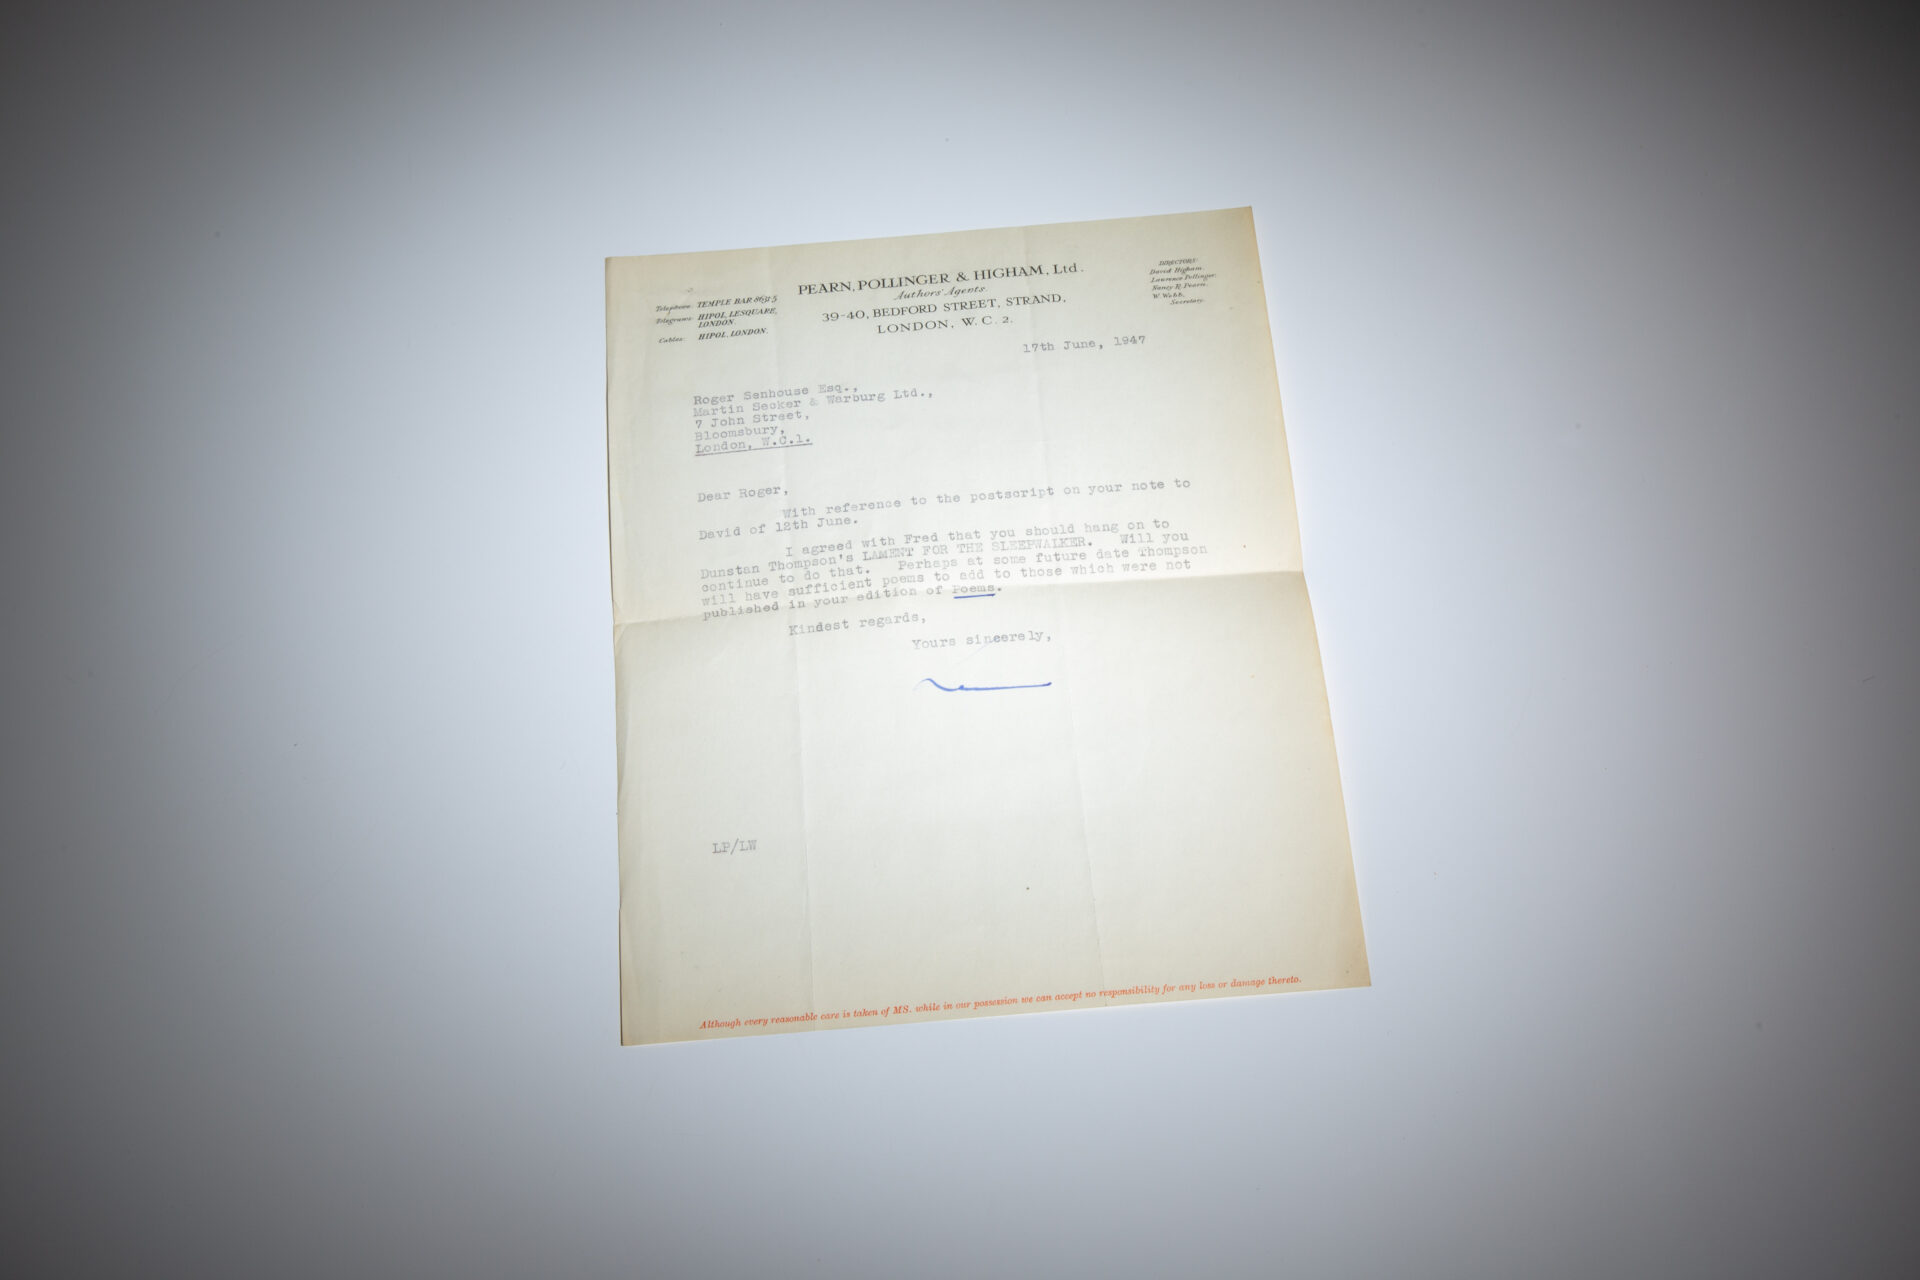 PEARN, POLLINGER & HIGHAM, Ltd.
Authors' Agents
39-40, BEDFORD STREET, STRAND,
LONDON, W.C. 2.
Telephone: TEMPLE BAR 8631-5
Telegrams: HIPOL, LESQUARE,
LONDON.
Cables: HIPOL, LONDON.
DIRECTORS:
David Higham.
Laurence Pollinger.
Nancy R. Pearn.
W. Webb,
Secretary.
17th June, 1947
Roger Senhouse Esq.,
Martin Secker & Warburg Ltd.,
7 John Street,
Bloomsbury,
London, W.C.1.
Dear Roger,
With reference to the postscript on your note to
David of 12th June.
I agreed with Fred that you should hang on to
Dunstan Thompson's LAMENT FOR THE SLEEPWALKER. Will you
continue to do that. Perhaps at some future date Thompson
will have sufficient poems to add to those which were not
published in your edition of Poems.
Kindest regards,
Yours sincerely,
LP/LW
Although every reasonable care is taken of MS. while in our possession we can accept no responsibility for any loss or damage thereto.